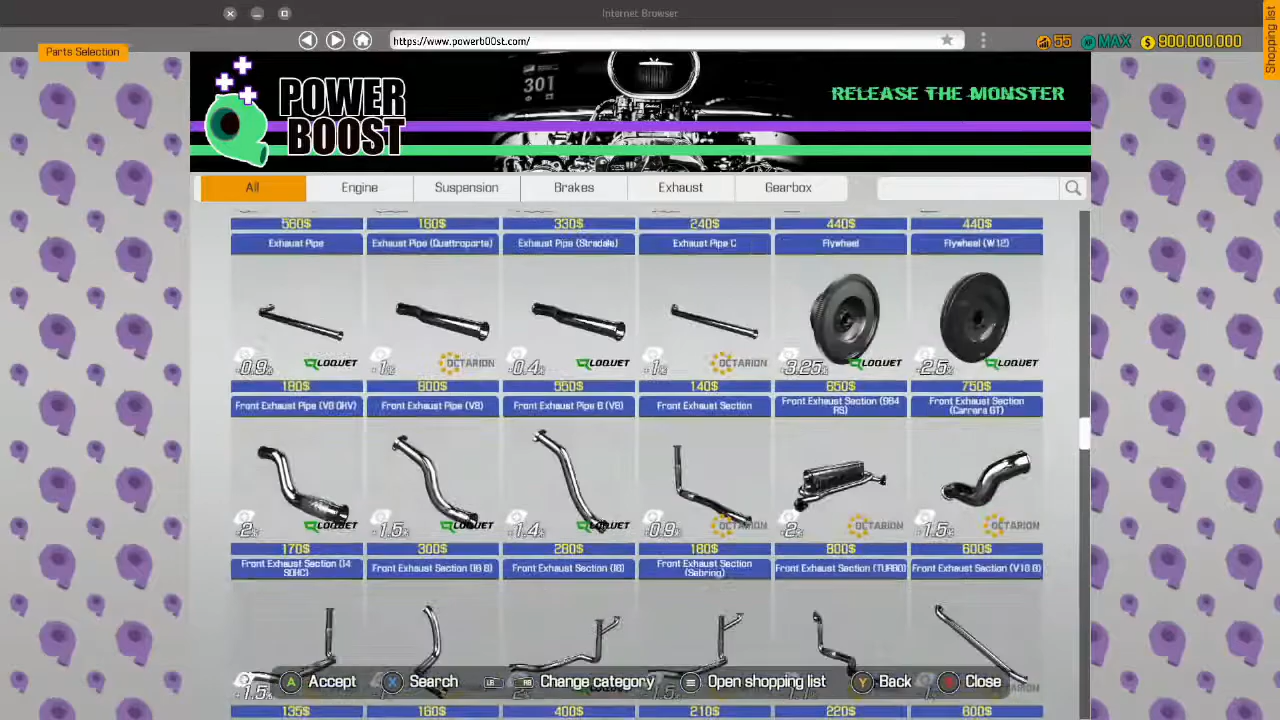 Internet Browser
Shopping list
Parts Selection
https://www.powerb00st.com/
55
MAX
900,000,000
POWER BOOST
301
RELEASE THE MONSTER
All Engine Suspension Brakes Exhaust Gearbox
560$ 160$ 330$ 240$ 440$ 440$
Exhaust Pipe Exhaust Pipe (Quattroporte) Exhaust Pipe (Stradale) Exhaust Pipe C Flywheel Flywheel (W12)
+0.9% LOQUET +1% OCTARION +0.4% LOQUET +1% OCTARION +3.25% LOQUET +2.5% LOQUET
180$ 800$ 550$ 140$ 650$ 750$
Front Exhaust Pipe (V8 OHV) Front Exhaust Pipe (V8) Front Exhaust Pipe B (V8) Front Exhaust Section Front Exhaust Section (964 RS) Front Exhaust Section (Carrera GT)
+2% LOQUET +1.5% LOQUET +1.4% LOQUET +0.9% OCTARION +2% OCTARION +1.5% OCTARION
170$ 300$ 280$ 180$ 800$ 600$
Front Exhaust Section (I4 SOHC) Front Exhaust Section (I6 B) Front Exhaust Section (I6) Front Exhaust Section (Sebring) Front Exhaust Section (TURBO) Front Exhaust Section (V10 B)
+1.5%
A Accept X Search LB RB Change category Open shopping list Y Back Close
135$ 160$ 400$ 210$ 220$ 600$